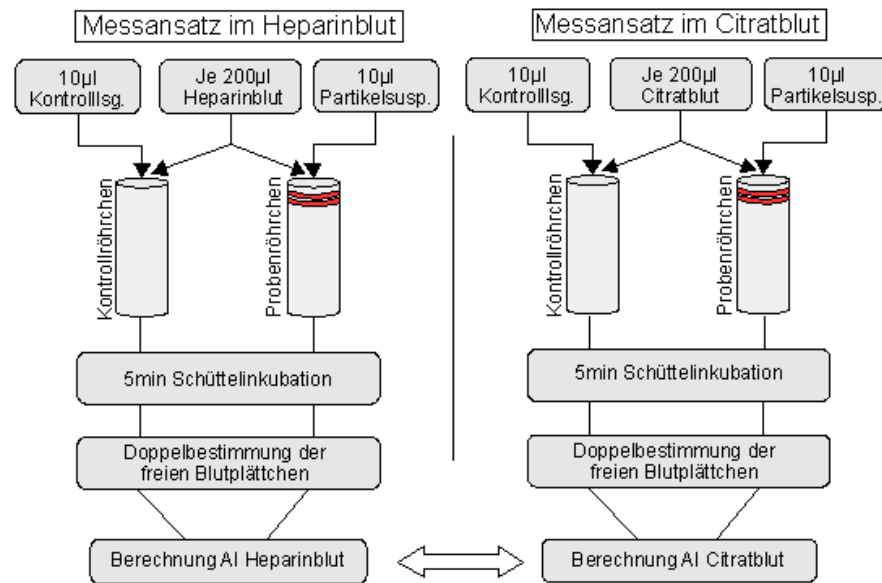 Messansatz im Heparinblut
10µl
Kontrolllsg.
Je 200µl
Heparinblut
10µl
Partikelsusp.
Kontrollröhrchen
Probenröhrchen
5min Schüttelinkubation
Doppelbestimmung der
freien Blutplättchen
Berechnung AI Heparinblut
Messansatz im Citratblut
10µl
Kontrolllsg.
Je 200µl
Citratblut
10µl
Partikelsusp.
Kontrollröhrchen
Probenröhrchen
5min Schüttelinkubation
Doppelbestimmung der
freien Blutplättchen
Berechnung AI Citratblut